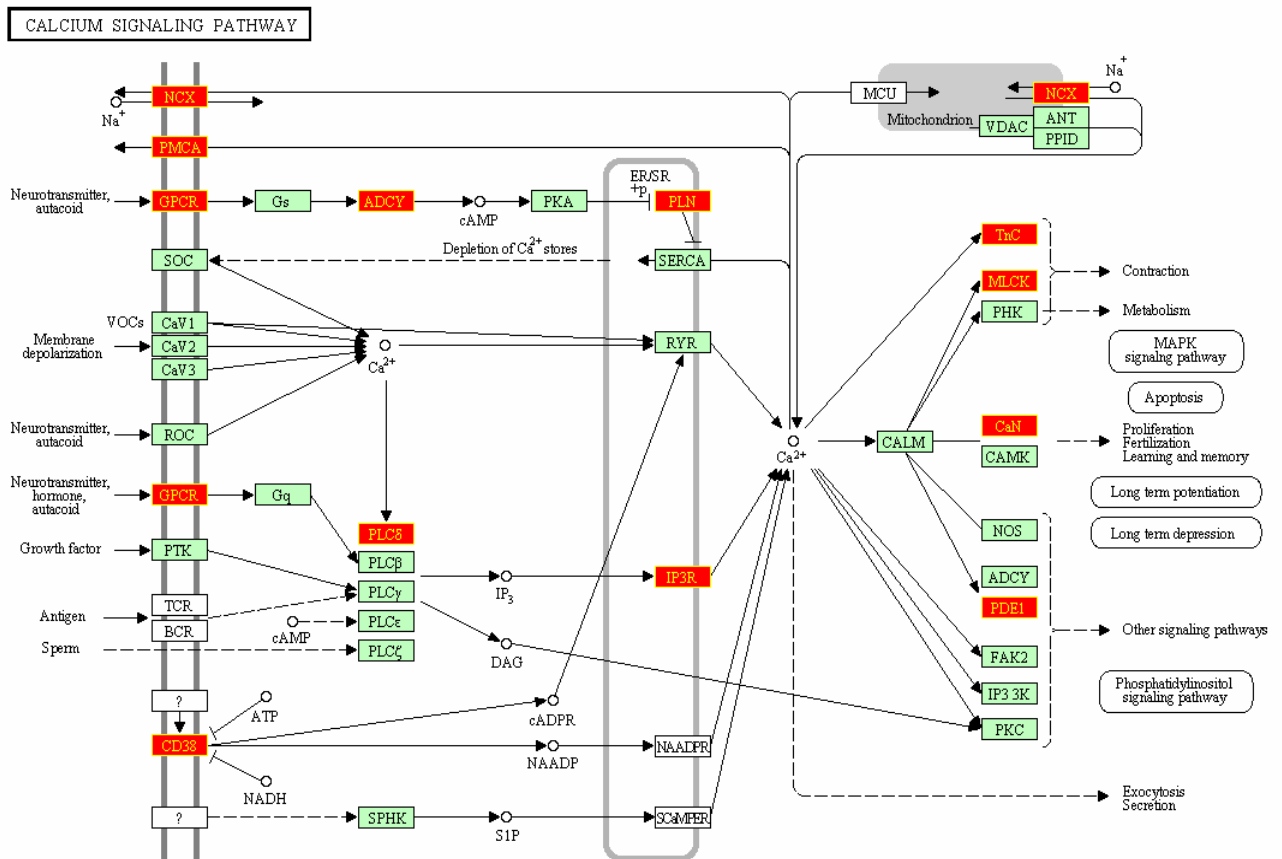 CALCIUM SIGNALING PATHWAY
NCX
Na+
PMCA
MCU
Mitochondrion
NCX
Na+
VDAC
ANT
PPID
Neurotransmitter,
autacoid
GPCR
Gs
ADCY
cAMP
PKA
ER/SR
+p
PLN
SOC
Depletion of Ca2+ stores
SERCA
TnC
MLCK
PHK
Contraction
Metabolism
VOCs
CaV1
CaV2
CaV3
Membrane
depolarization
Ca2+
RYR
MAPK
signalng pathway
Apoptosis
Neurotransmitter,
autacoid
ROC
Ca2+
CALM
CaN
CAMK
Proliferation
Fertilization
Learning and memory
Neurotransmitter,
hormone,
autacoid
GPCR
Gq
Long term potentiation
Long term depression
Growth factor
PTK
PLCδ
PLCβ
PLCγ
PLCε
PLCζ
IP3
IP3R
NOS
ADCY
PDE1
FAK2
IP3 3K
PKC
Other signaling pathways
Phosphatidylinositol
signaling pathway
Antigen
TCR
BCR
cAMP
Sperm
DAG
?
ATP
cADPR
CD38
NAADP
NAADPR
NADH
?
SPHK
S1P
SCaMPER
Exocytosis
Secretion